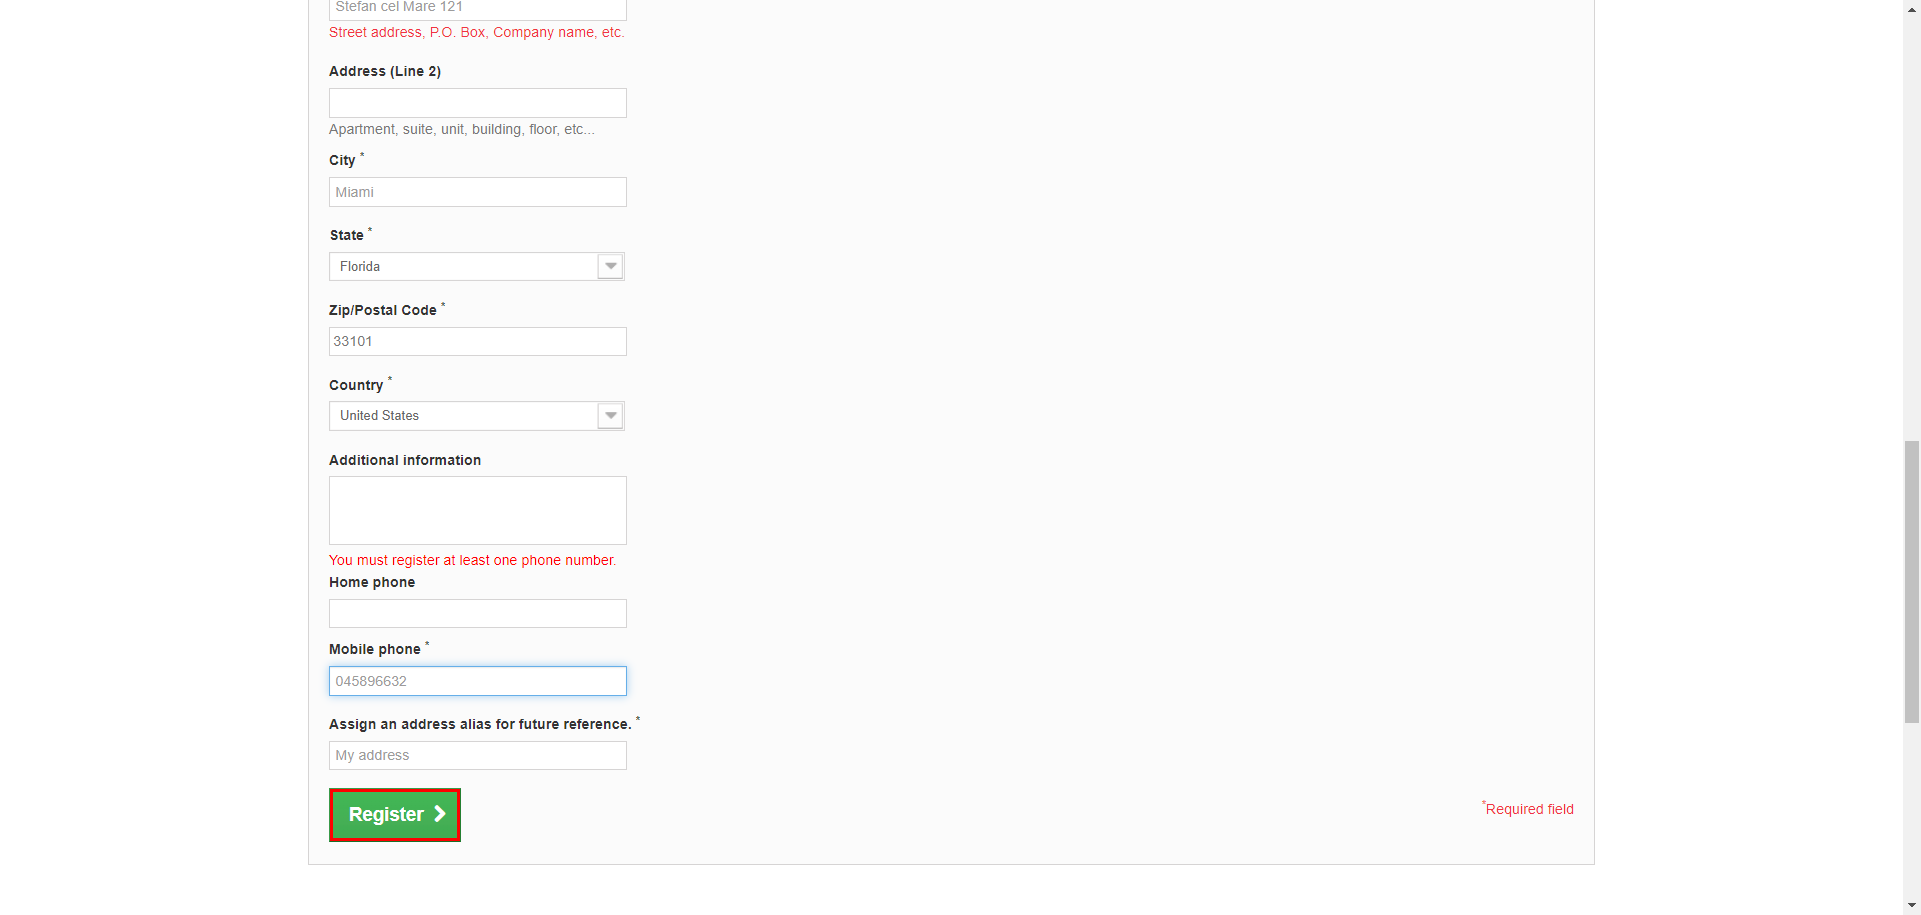 Stefan cel Mare 121
Street address, P.O. Box, Company name, etc.
Address (Line 2)
Apartment, suite, unit, building, floor, etc...
City *
Miami
State *
Florida
Zip/Postal Code *
33101
Country *
United States
Additional information
You must register at least one phone number.
Home phone
Mobile phone *
045896632
Assign an address alias for future reference. *
My address
Register
*Required field